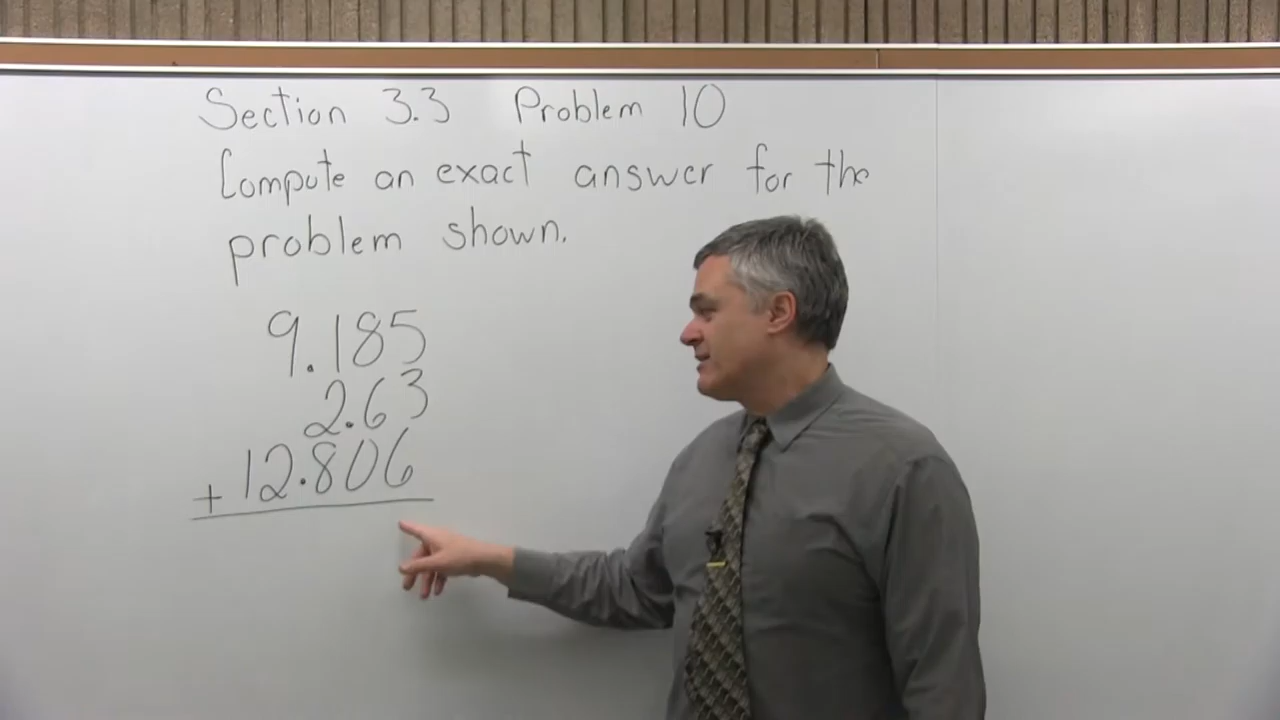 Section 3.3 Problem 10
Compute an exact answer for the
problem shown.
9.185
2.63
+ 12.806